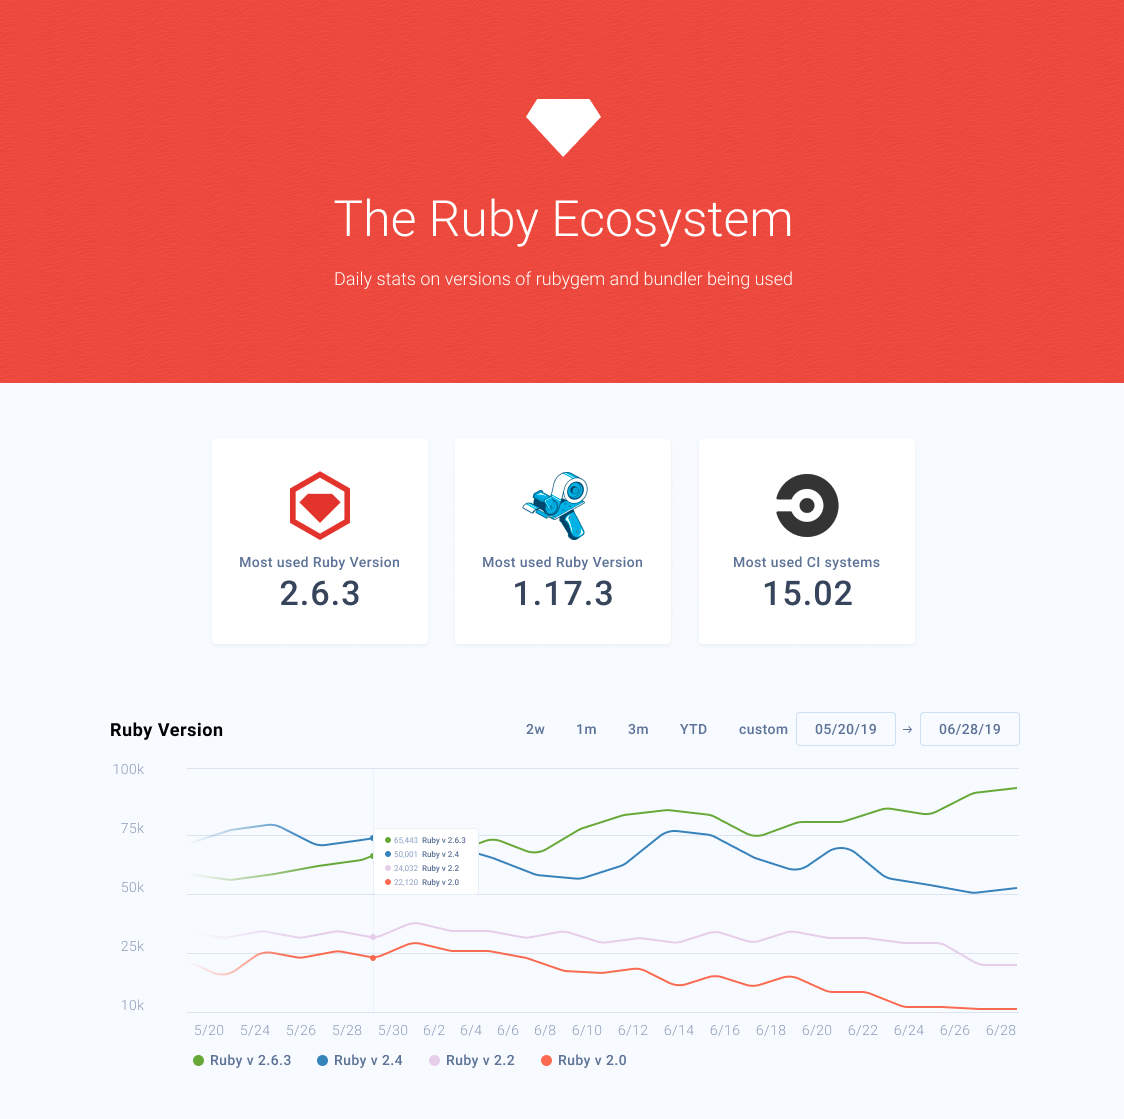 The Ruby Ecosystem
Daily stats on versions of rubygem and bundler being used
Most used Ruby Version
2.6.3
Most used Ruby Version
1.17.3
Most used CI systems
15.02
Ruby Version
2w 1m 3m YTD custom 05/20/19 → 06/28/19
100k
75k
50k
25k
10k
65,443 Ruby v 2.6.3
50,001 Ruby v 2.4
24,032 Ruby v 2.2
22,120 Ruby v 2.0
5/20 5/24 5/26 5/28 5/30 6/2 6/4 6/6 6/8 6/10 6/12 6/14 6/16 6/18 6/20 6/22 6/24 6/26 6/28
Ruby v 2.6.3 Ruby v 2.4 Ruby v 2.2 Ruby v 2.0